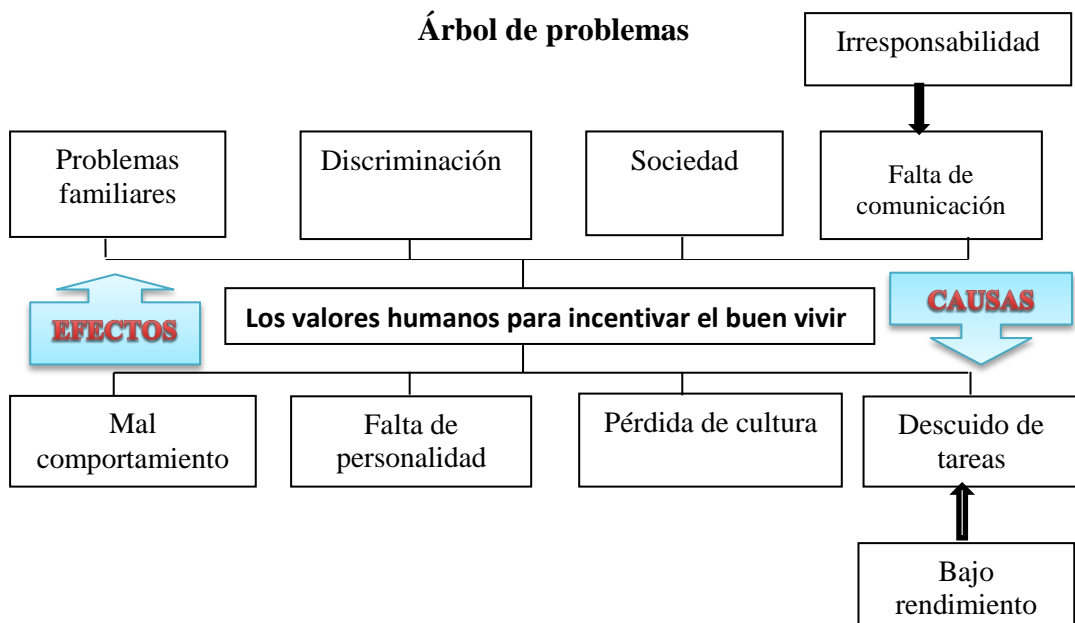 Árbol de problemas
Irresponsabilidad
Problemas
familiares
Discriminación
Sociedad
Falta de
comunicación
EFECTOS
Los valores humanos para incentivar el buen vivir
CAUSAS
Mal
comportamiento
Falta de
personalidad
Pérdida de cultura
Descuido de
tareas
Bajo
rendimiento